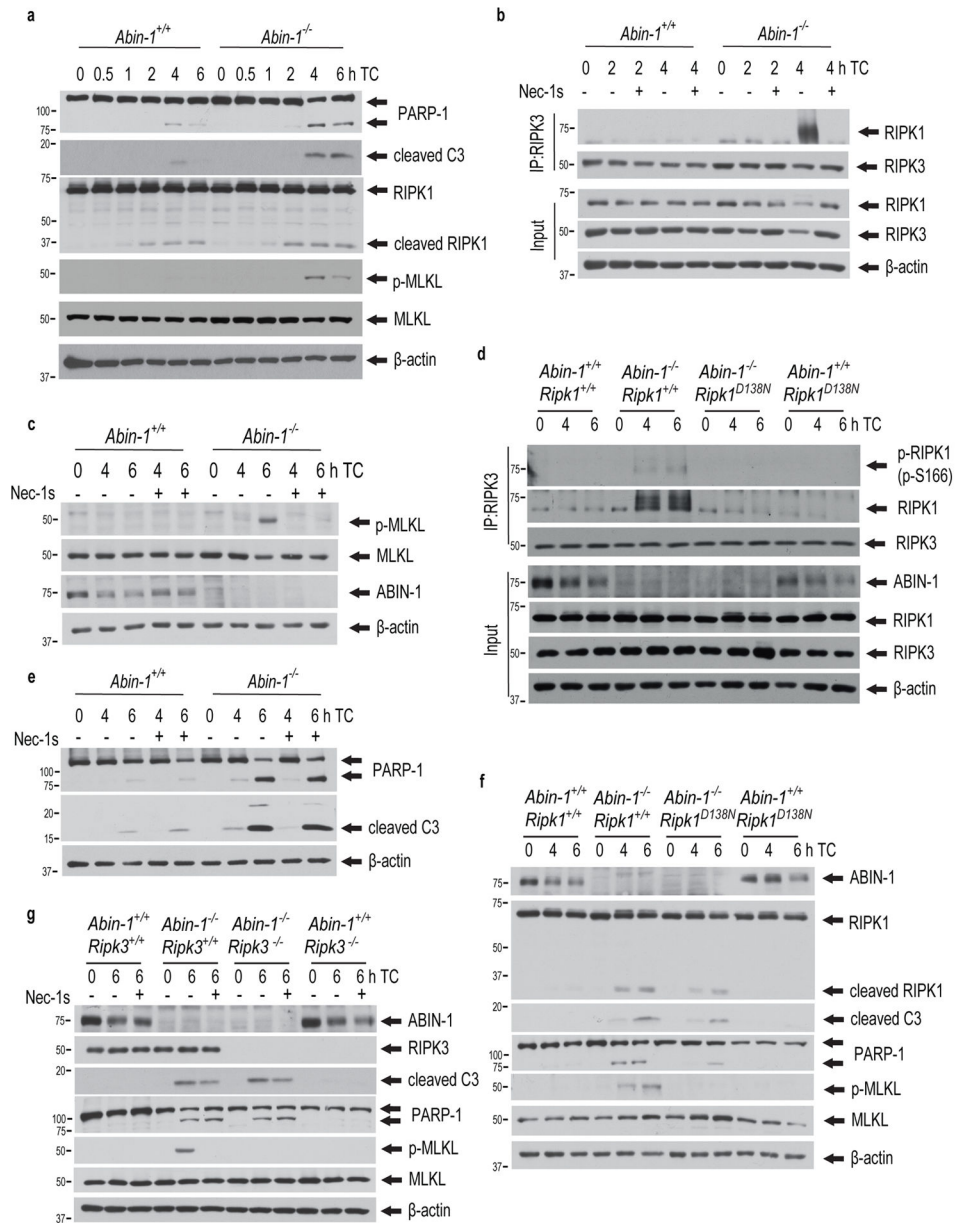 a
Abin-1+/+ Abin-1-/-
0 0.5 1 2 4 6 0 0.5 1 2 4 6 h TC
100-
75-
PARP-1
20
15-
cleaved C3
75
RIPK1
50-
37-
cleaved RIPK1
50-
p-MLKL
50-
MLKL
37-
β-actin
b
Abin-1+/+ Abin-1-/-
0 2 2 4 4 0 2 2 4 4 h TC
Nec-1s - - + - + - - + - +
IP:RIPK3
75-
RIPK1
50-
RIPK3
Input
75-
RIPK1
50-
RIPK3
37-
β-actin
c
Abin-1+/+ Abin-1-/-
0 4 6 4 6 0 4 6 4 6 h TC
Nec-1s - - - + + - - - + +
50-
p-MLKL
50-
MLKL
75-
ABIN-1
37-
β-actin
d
Abin-1+/+ Abin-1-/- Abin-1-/- Abin-1+/+
Ripk1+/+ Ripk1+/+ Ripk1D138N Ripk1D138N
0 4 6 0 4 6 0 4 6 0 4 6 h TC
IP:RIPK3
75-
p-RIPK1
(p-S166)
75-
RIPK1
50-
RIPK3
Input
75-
ABIN-1
75-
RIPK1
50-
RIPK3
37-
β-actin
e
Abin-1+/+ Abin-1-/-
0 4 6 4 6 0 4 6 4 6 h TC
Nec-1s - - - + + - - - + +
100-
75-
PARP-1
20
15-
cleaved C3
37-
β-actin
f
Abin-1+/+ Abin-1-/- Abin-1-/- Abin-1+/+
Ripk1+/+ Ripk1+/+ Ripk1D138N Ripk1D138N
0 4 6 0 4 6 0 4 6 0 4 6 h TC
75-
ABIN-1
75
RIPK1
50-
37-
cleaved RIPK1
20
cleaved C3
100-
75-
PARP-1
50-
p-MLKL
50-
MLKL
37-
β-actin
g
Abin-1+/+ Abin-1-/- Abin-1-/- Abin-1+/+
Ripk3+/+ Ripk3+/+ Ripk3-/- Ripk3-/-
0 6 6 0 6 6 0 6 6 0 6 6 h TC
Nec-1s - - + - - + - - + - - +
75-
ABIN-1
50-
RIPK3
20
cleaved C3
100-
75-
PARP-1
50-
p-MLKL
50-
MLKL
37-
β-actin